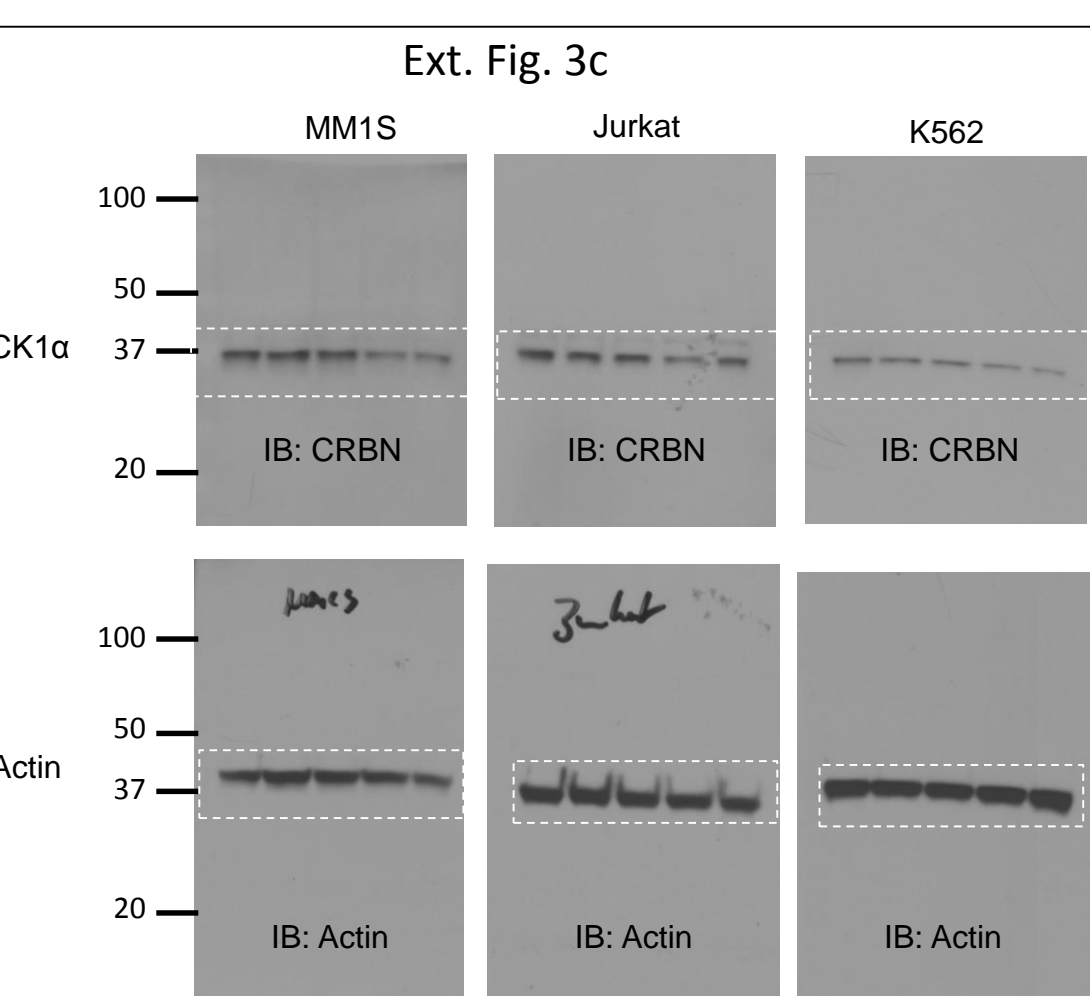 Ext. Fig. 3c
MM1S
Jurkat
K562
100
50
CK1α
37
20
IB: CRBN
IB: CRBN
IB: CRBN
Jurkat
100
50
Actin
37
20
IB: Actin
IB: Actin
IB: Actin